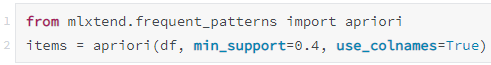 1 from mlxtend.frequent_patterns import apriori
2 items = apriori(df, min_support=0.4, use_colnames=True)